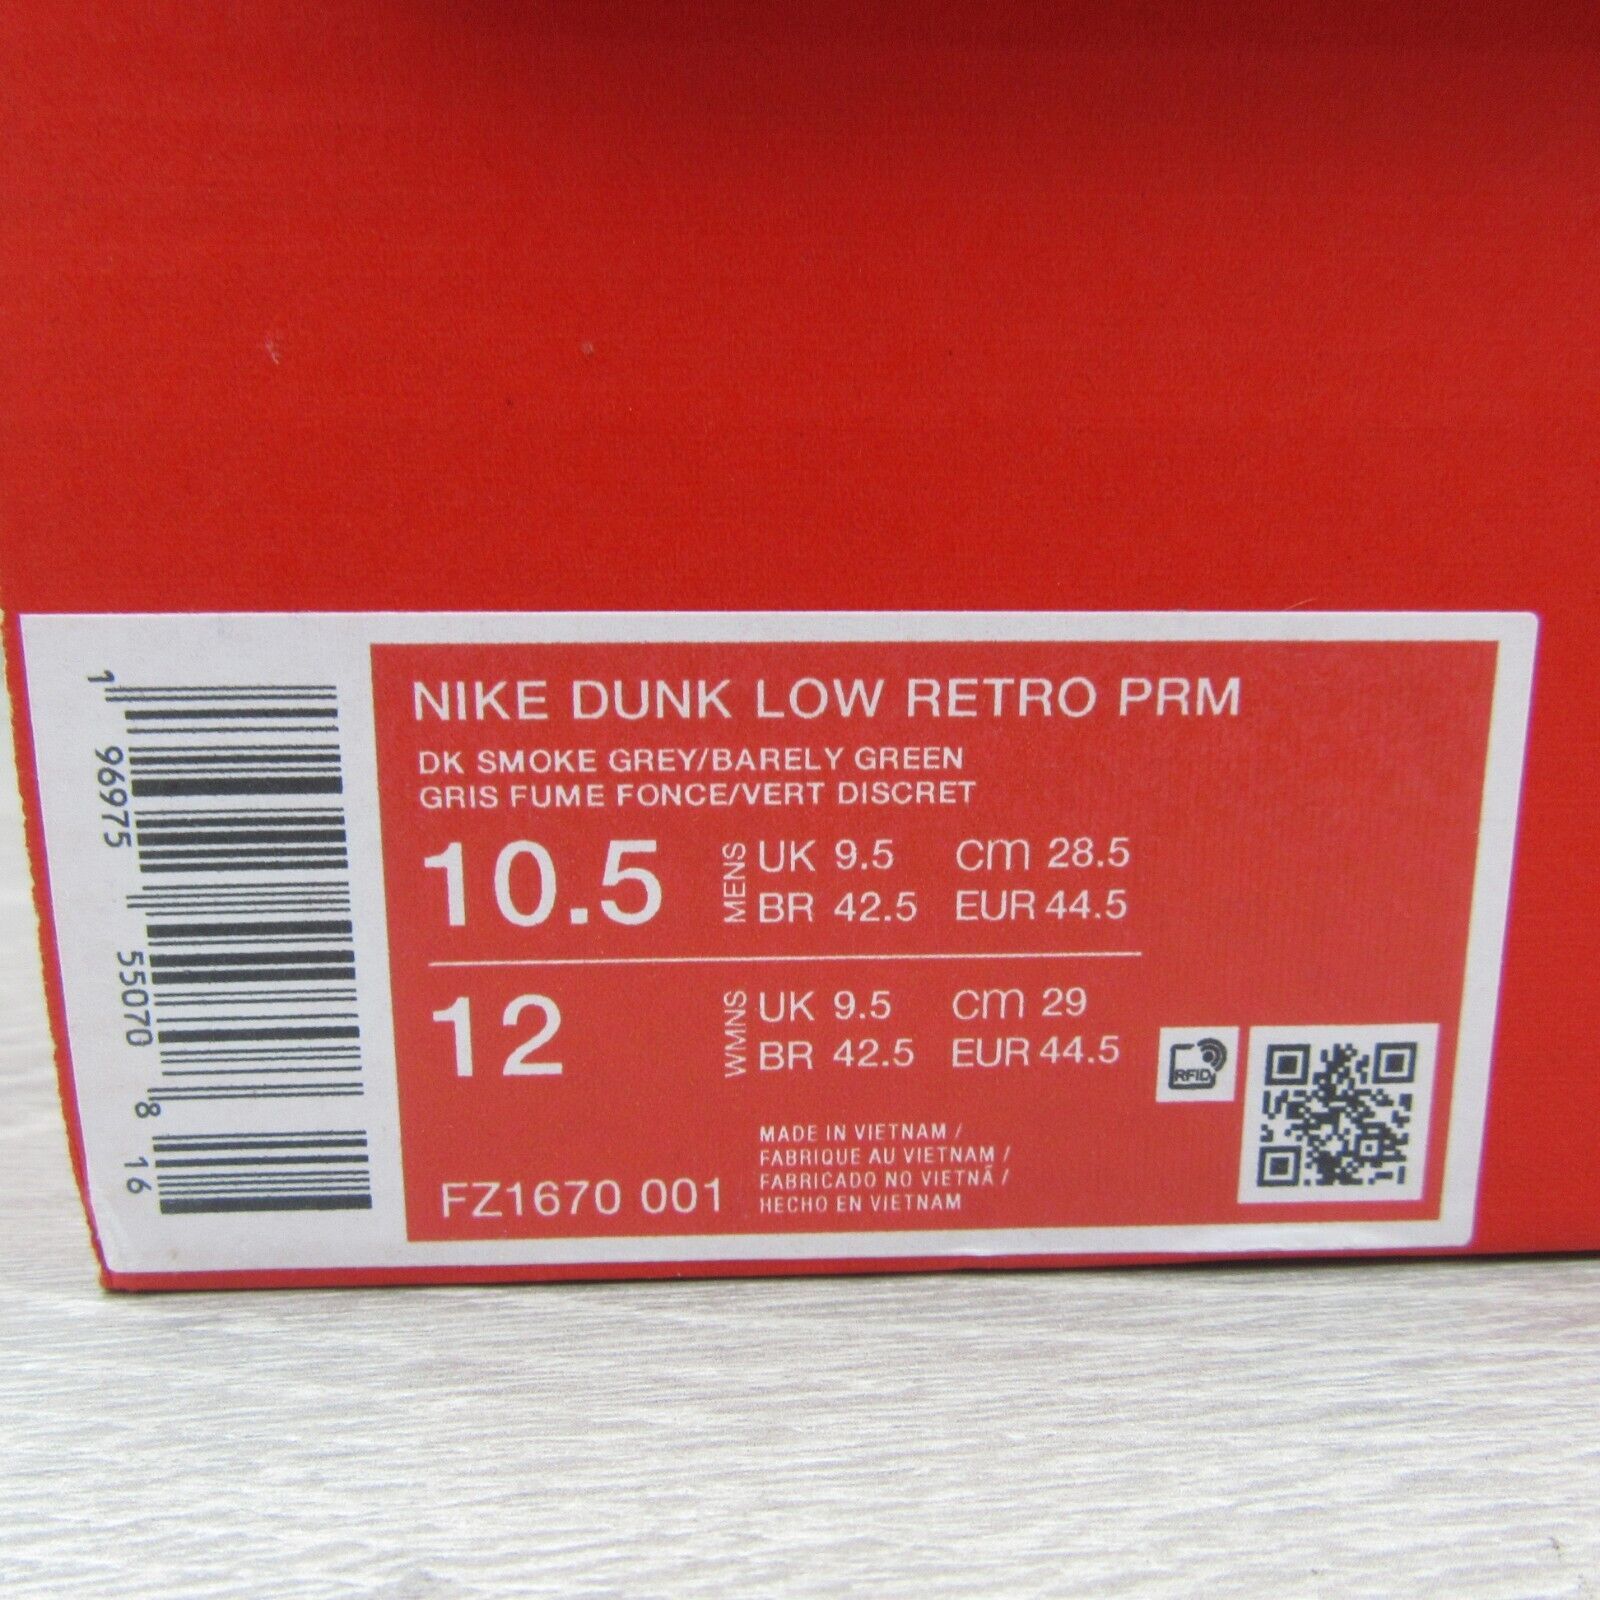 NIKE DUNK LOW RETRO PRM
DK SMOKE GREY/BARELY GREEN
GRIS FUME FONCE/VERT DISCRET
10.5 MENS UK 9.5 CM 28.5
BR 42.5 EUR 44.5
12 WMNS UK 9.5 CM 29
BR 42.5 EUR 44.5
MADE IN VIETNAM /
FABRIQUE AU VIETNAM /
FABRICADO NO VIETNÃ /
HECHO EN VIETNAM
FZ1670 001
RFID
1 96975 55070 8 16